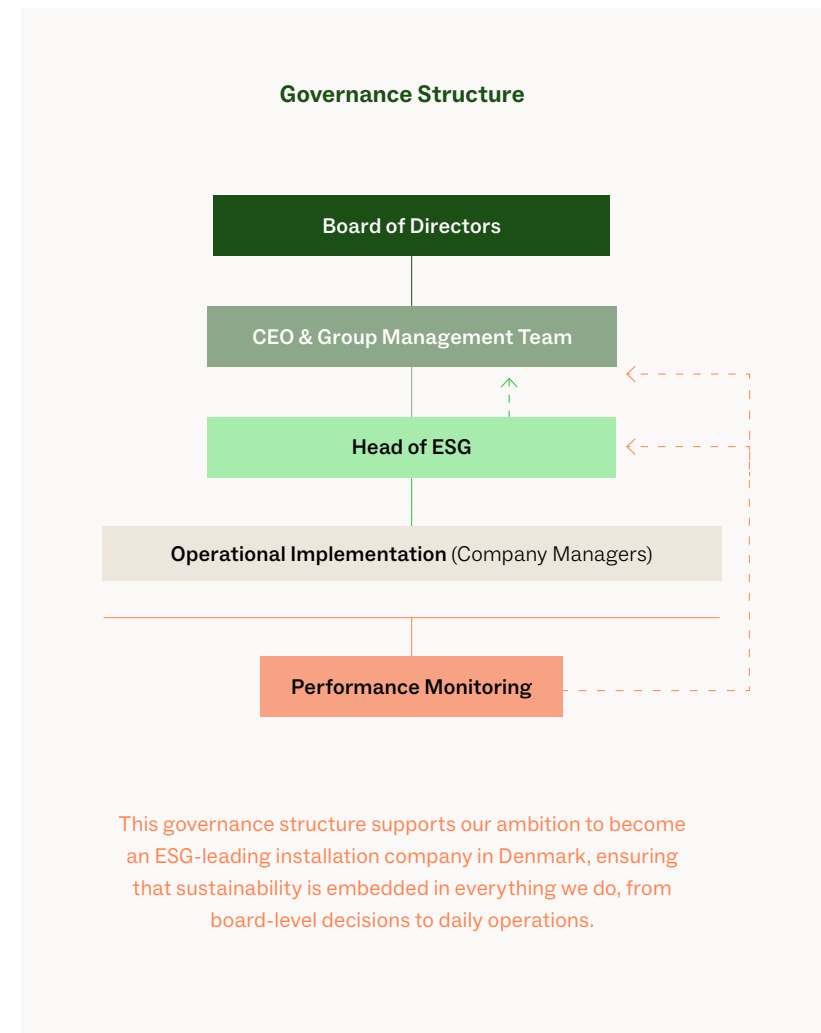 Governance Structure
Board of Directors
CEO & Group Management Team
Head of ESG
Operational Implementation (Company Managers)
Performance Monitoring
This governance structure supports our ambition to become
an ESG-leading installation company in Denmark, ensuring
that sustainability is embedded in everything we do, from
board-level decisions to daily operations.